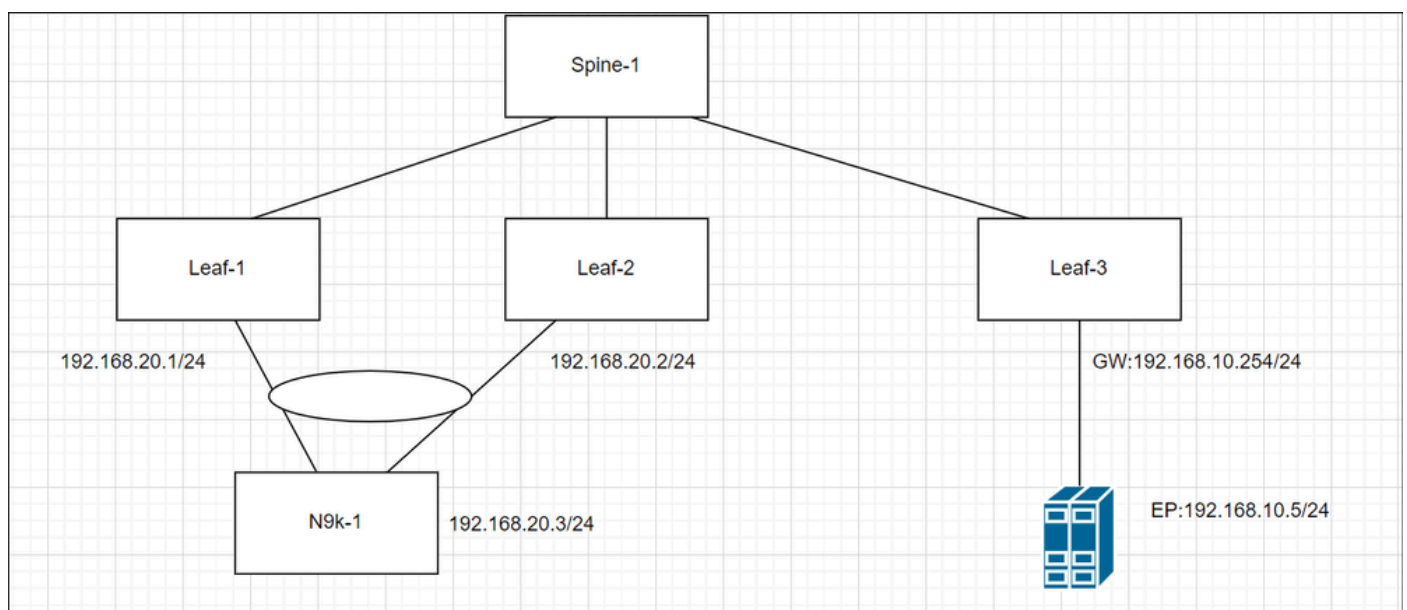 Spine-1
Leaf-1
Leaf-2
Leaf-3
192.168.20.1/24
192.168.20.2/24
GW:192.168.10.254/24
N9k-1
192.168.20.3/24
EP:192.168.10.5/24